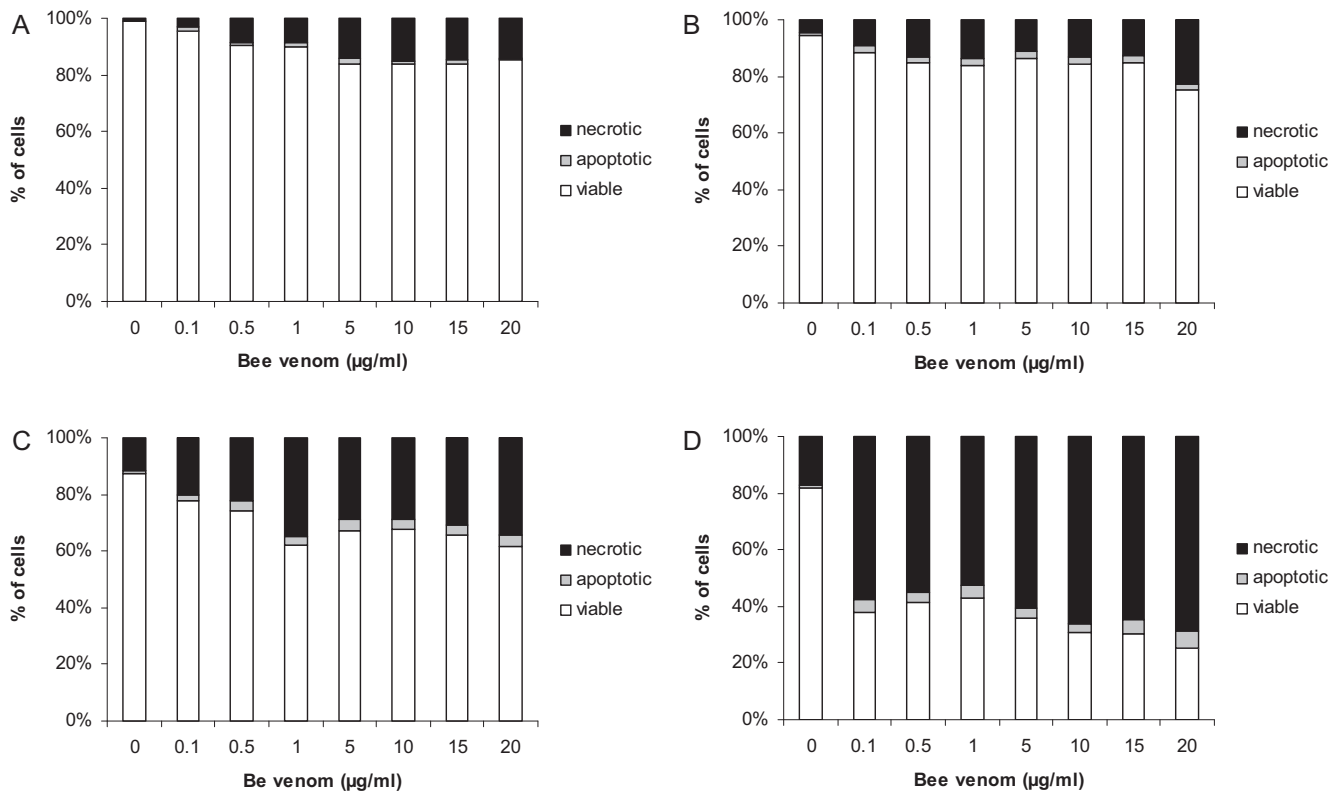 A
100%
80%
60%
40%
20%
0%
% of cells
0 0.1 0.5 1 5 10 15 20
Bee venom (µg/ml)
necrotic
apoptotic
viable
B
100%
80%
60%
40%
20%
0%
% of cells
0 0.1 0.5 1 5 10 15 20
Bee venom (µg/ml)
necrotic
apoptotic
viable
C
100%
80%
60%
40%
20%
0%
% of cells
0 0.1 0.5 1 5 10 15 20
Be venom (µg/ml)
necrotic
apoptotic
viable
D
100%
80%
60%
40%
20%
0%
% of cells
0 0.1 0.5 1 5 10 15 20
Bee venom (µg/ml)
necrotic
apoptotic
viable